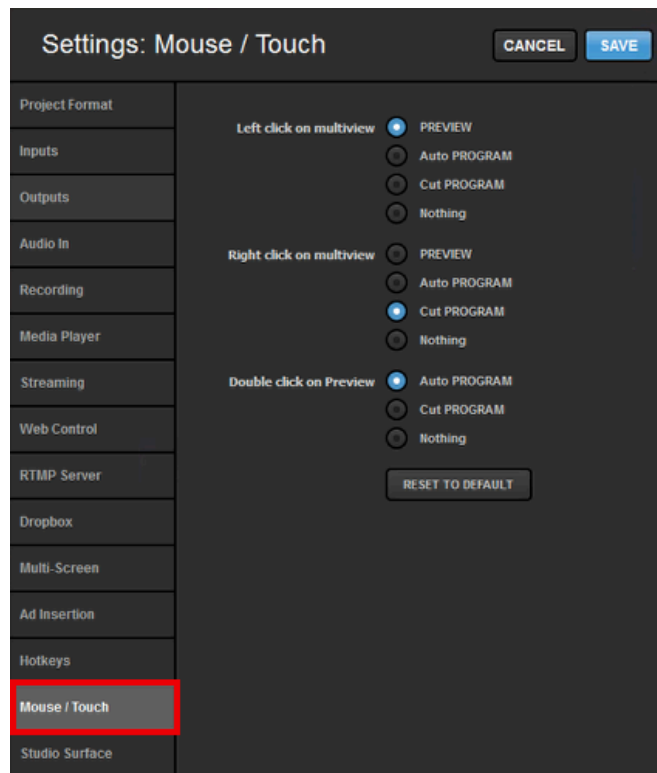 Settings: Mouse / Touch
CANCEL
SAVE
Project Format
Inputs
Outputs
Audio In
Recording
Media Player
Streaming
Web Control
RTMP Server
Dropbox
Multi-Screen
Ad Insertion
Hotkeys
Mouse / Touch
Studio Surface
Left click on multiview
PREVIEW
Auto PROGRAM
Cut PROGRAM
Nothing
Right click on multiview
PREVIEW
Auto PROGRAM
Cut PROGRAM
Nothing
Double click on Preview
Auto PROGRAM
Cut PROGRAM
Nothing
RESET TO DEFAULT